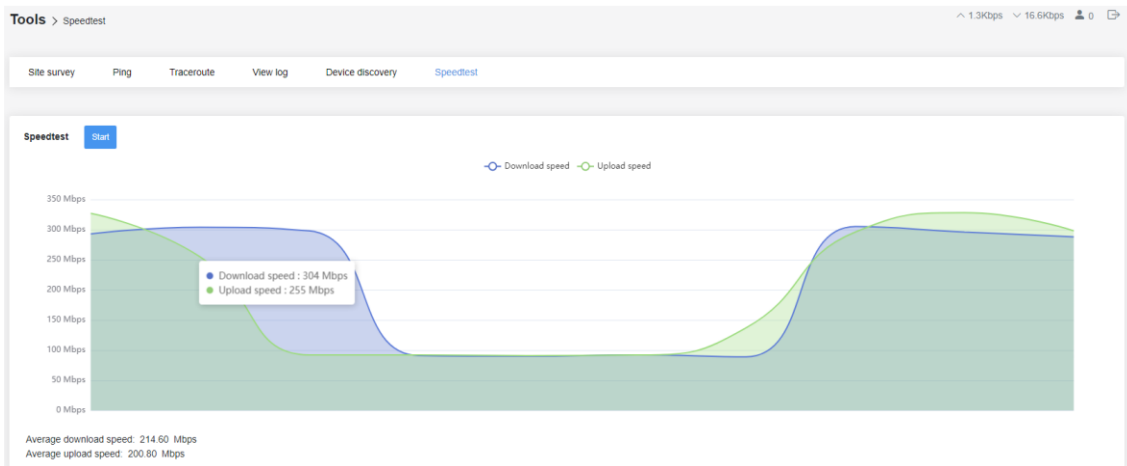 Tools > Speedtest
1.3Kbps 16.6Kbps 0
Site survey Ping Traceroute View log Device discovery Speedtest
Speedtest Start
Download speed Upload speed
350 Mbps
300 Mbps
250 Mbps
Download speed : 304 Mbps
200 Mbps
Upload speed : 255 Mbps
150 Mbps
100 Mbps
50 Mbps
0 Mbps
Average download speed: 214.60 Mbps
Average upload speed: 200.80 Mbps